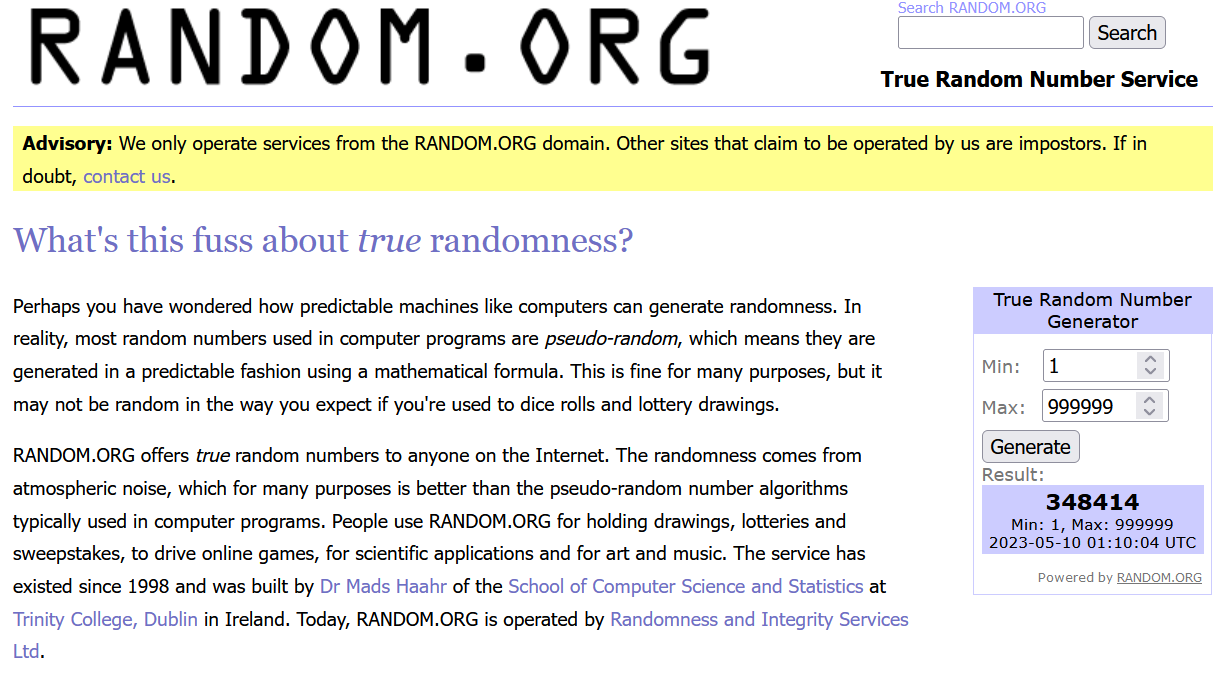 RANDOM.ORG
Search RANDOM.ORG
Search
True Random Number Service
Advisory: We only operate services from the RANDOM.ORG domain. Other sites that claim to be operated by us are impostors. If in
doubt, contact us.
What's this fuss about true randomness?
Perhaps you have wondered how predictable machines like computers can generate randomness. In
reality, most random numbers used in computer programs are pseudo-random, which means they are
generated in a predictable fashion using a mathematical formula. This is fine for many purposes, but it
may not be random in the way you expect if you're used to dice rolls and lottery drawings.
RANDOM.ORG offers true random numbers to anyone on the Internet. The randomness comes from
atmospheric noise, which for many purposes is better than the pseudo-random number algorithms
typically used in computer programs. People use RANDOM.ORG for holding drawings, lotteries and
sweepstakes, to drive online games, for scientific applications and for art and music. The service has
existed since 1998 and was built by Dr Mads Haahr of the School of Computer Science and Statistics at
Trinity College, Dublin in Ireland. Today, RANDOM.ORG is operated by Randomness and Integrity Services
Ltd.
True Random Number
Generator
Min: 1
Max: 999999
Generate
Result:
348414
Min: 1, Max: 999999
2023-05-10 01:10:04 UTC
Powered by RANDOM.ORG